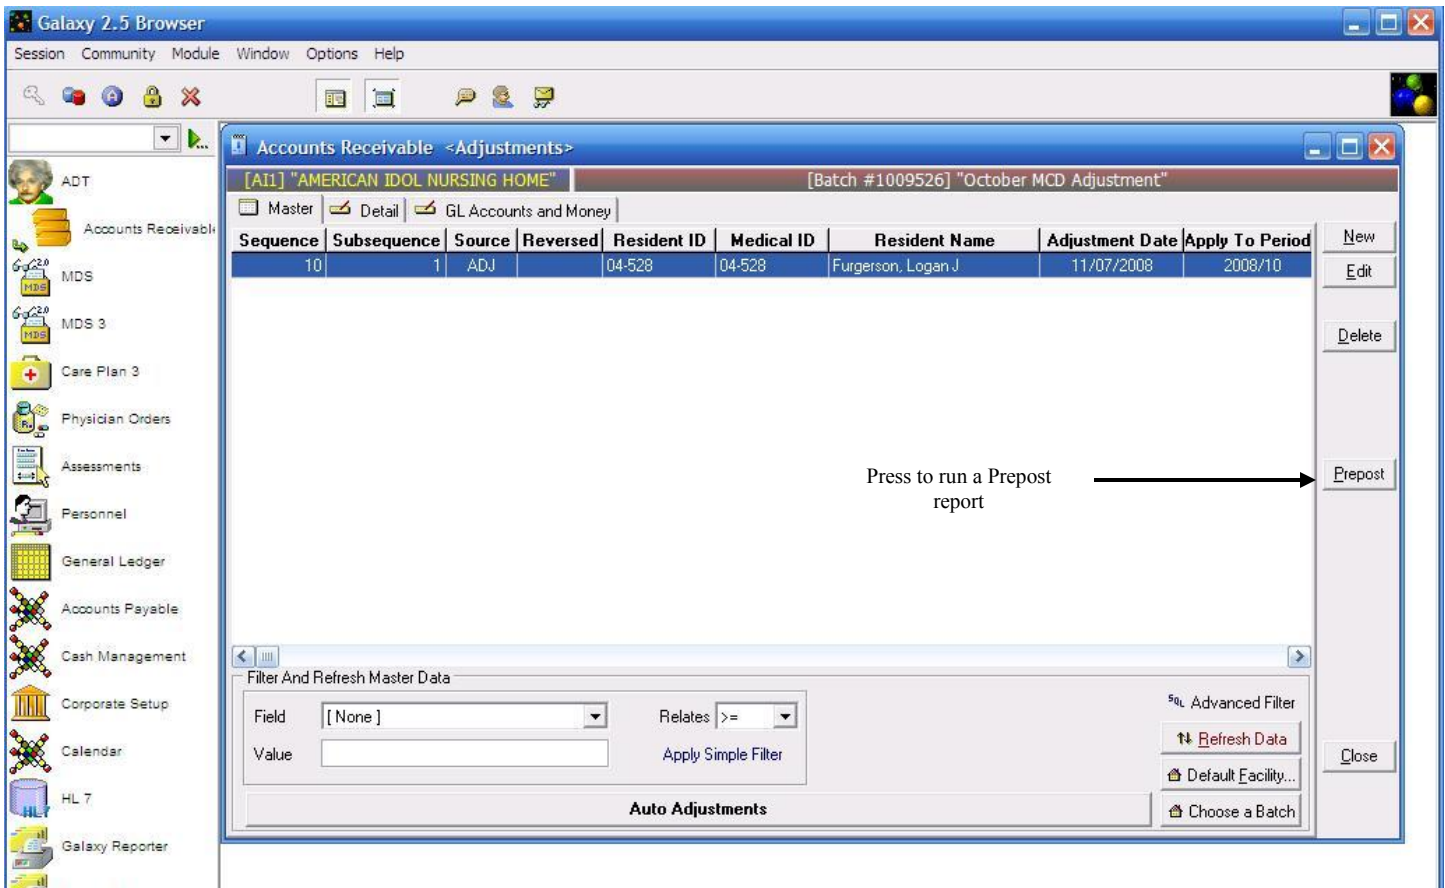 Galaxy 2.5 Browser
Session Community Module Window Options Help
Accounts Receivable <Adjustments>
[AI1] "AMERICAN IDOL NURSING HOME" [Batch #1009526] "October MCD Adjustment"
Master Detail GL Accounts and Money
Sequence Subsequence Source Reversed Resident ID Medical ID Resident Name Adjustment Date Apply To Period
10 1 ADJ 04-528 04-528 Furgerson, Logan J 11/07/2008 2008/10
New
Edit
Delete
Prepost
Close
Press to run a Prepost
report
Filter And Refresh Master Data
Field [ None ] Relates >=
Value Apply Simple Filter
SQL Advanced Filter
Refresh Data
Default Facility...
Choose a Batch
Auto Adjustments
ADT
Accounts Receivabl
MDS
MDS 3
Care Plan 3
Physician Orders
Assessments
Personnel
General Ledger
Accounts Payable
Cash Management
Corporate Setup
Calendar
HL 7
Galaxy Reporter